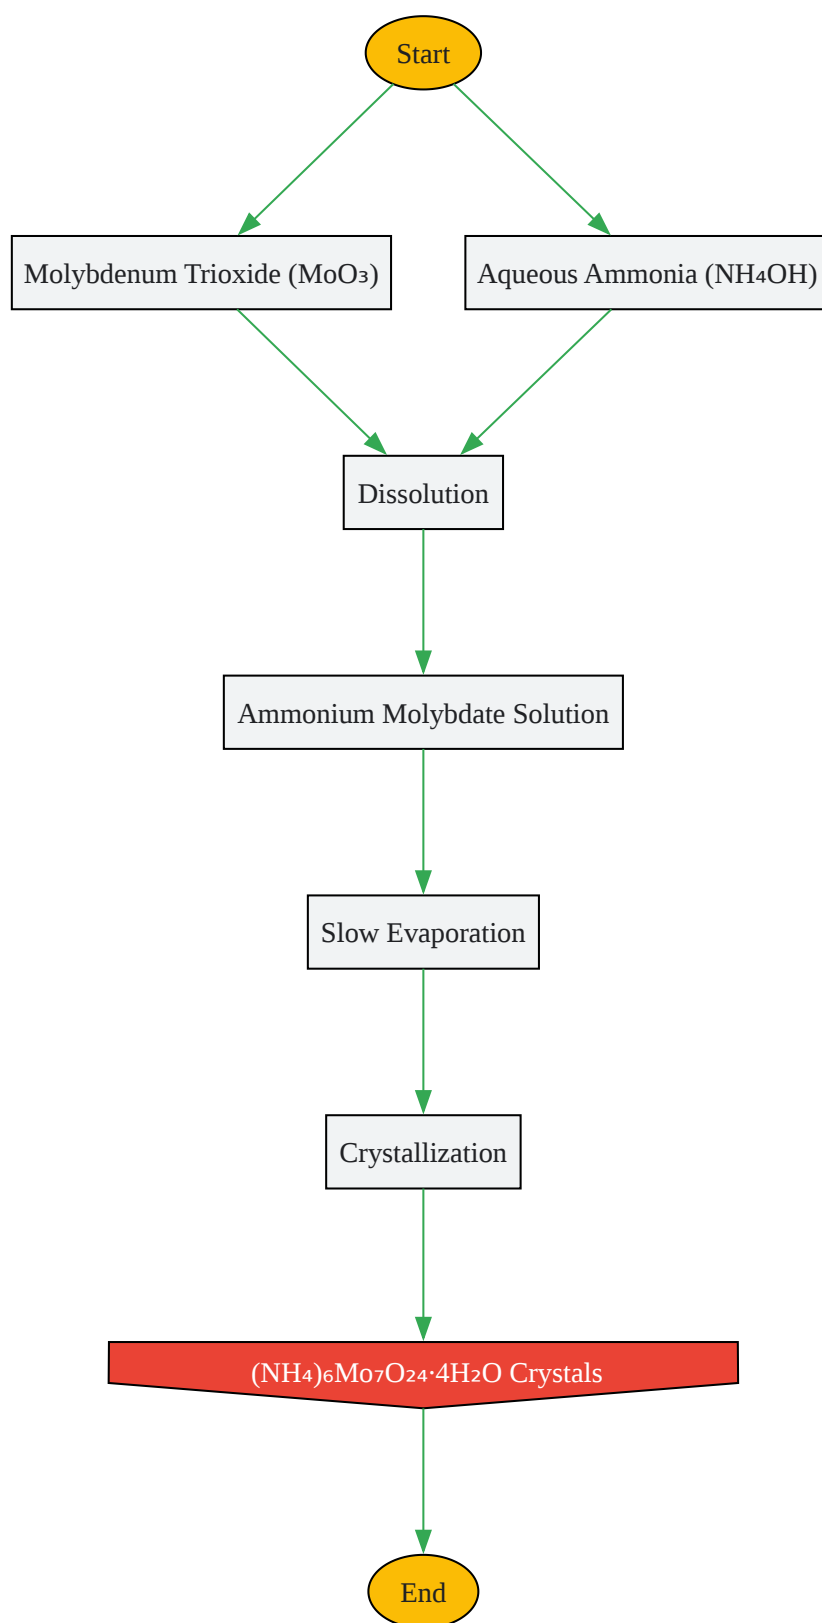 Start
Molybdenum Trioxide (MoO₃)
Aqueous Ammonia (NH₄OH)
Dissolution
Ammonium Molybdate Solution
Slow Evaporation
Crystallization
(NH₄)₆Mo₇O₂₄·4H₂O Crystals
End